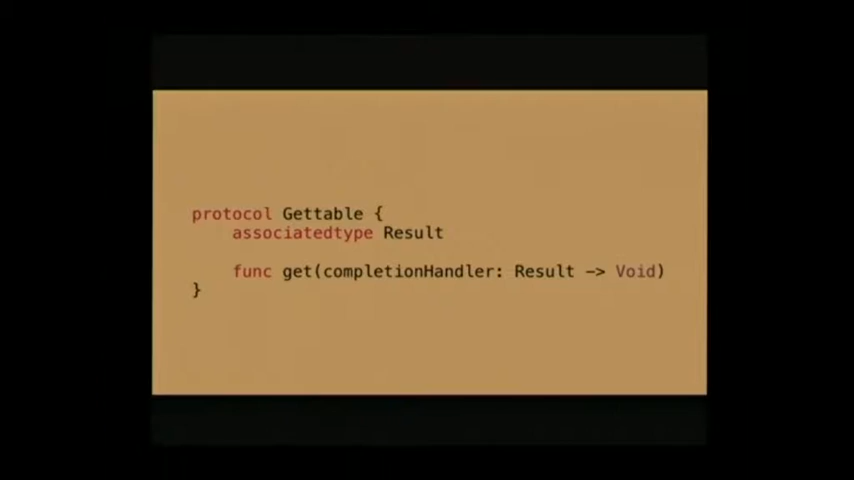 protocol Gettable {
    associatedtype Result

    func get(completionHandler: Result -> Void)
}